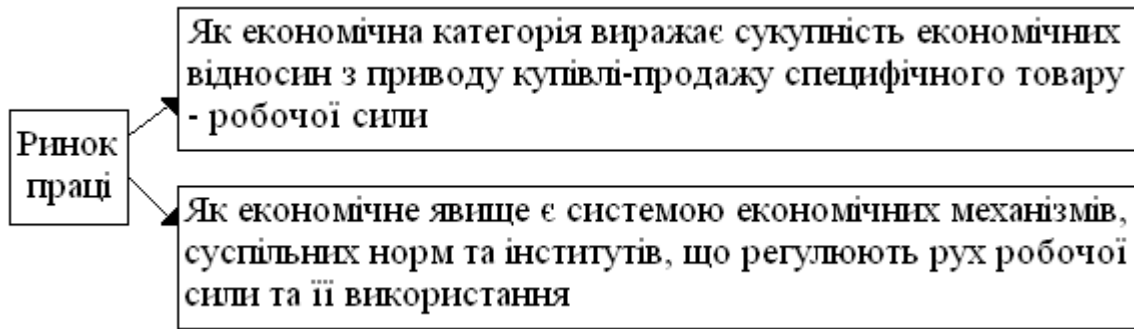 Ринок
праці
Як економічна категорія виражає сукупність економічних
відносин з приводу купівлі-продажу специфічного товару
- робочої сили
Як економічне явище є системою економічних механізмів,
суспільних норм та інститутів, що регулюють рух робочої
сили та її використання